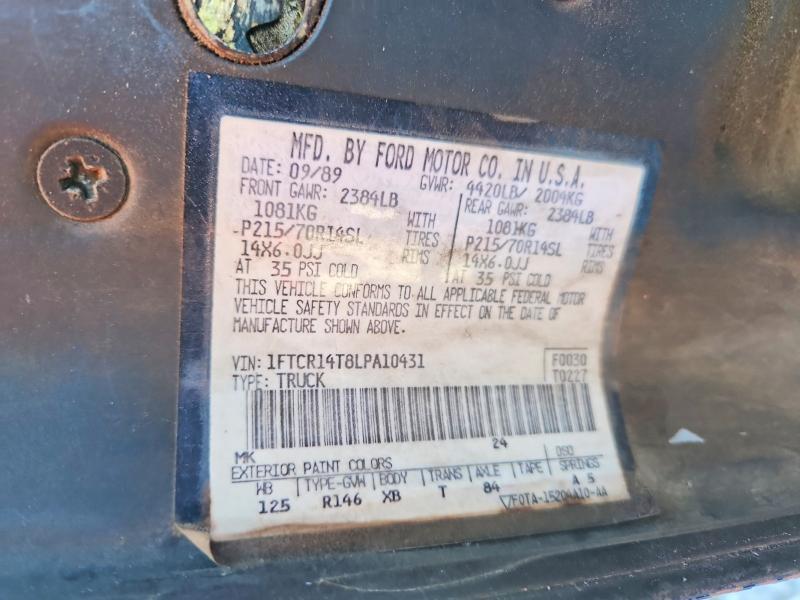 MFD. BY FORD MOTOR CO. IN U.S.A.
DATE: 09/89 GVWR: 4420LB/ 2004KG
FRONT GAWR: 2384LB REAR GAWR: 2384LB
1081KG WITH 1081KG WITH
P215/70R14SL TIRES P215/70R14SL TIRES
14X6.0JJ RIMS 14X6.0JJ RIMS
AT 35 PSI COLD AT 35 PSI COLD
THIS VEHICLE CONFORMS TO ALL APPLICABLE FEDERAL MOTOR
VEHICLE SAFETY STANDARDS IN EFFECT ON THE DATE OF
MANUFACTURE SHOWN ABOVE.
VIN: 1FTCR14T8LPA10431 F0030
TYPE: TRUCK T0227
MK 24
EXTERIOR PAINT COLORS DSO
WB TYPE-GVW BODY TRANS AXLE TAPE SPRINGS
125 R146 XB T 84 A 5